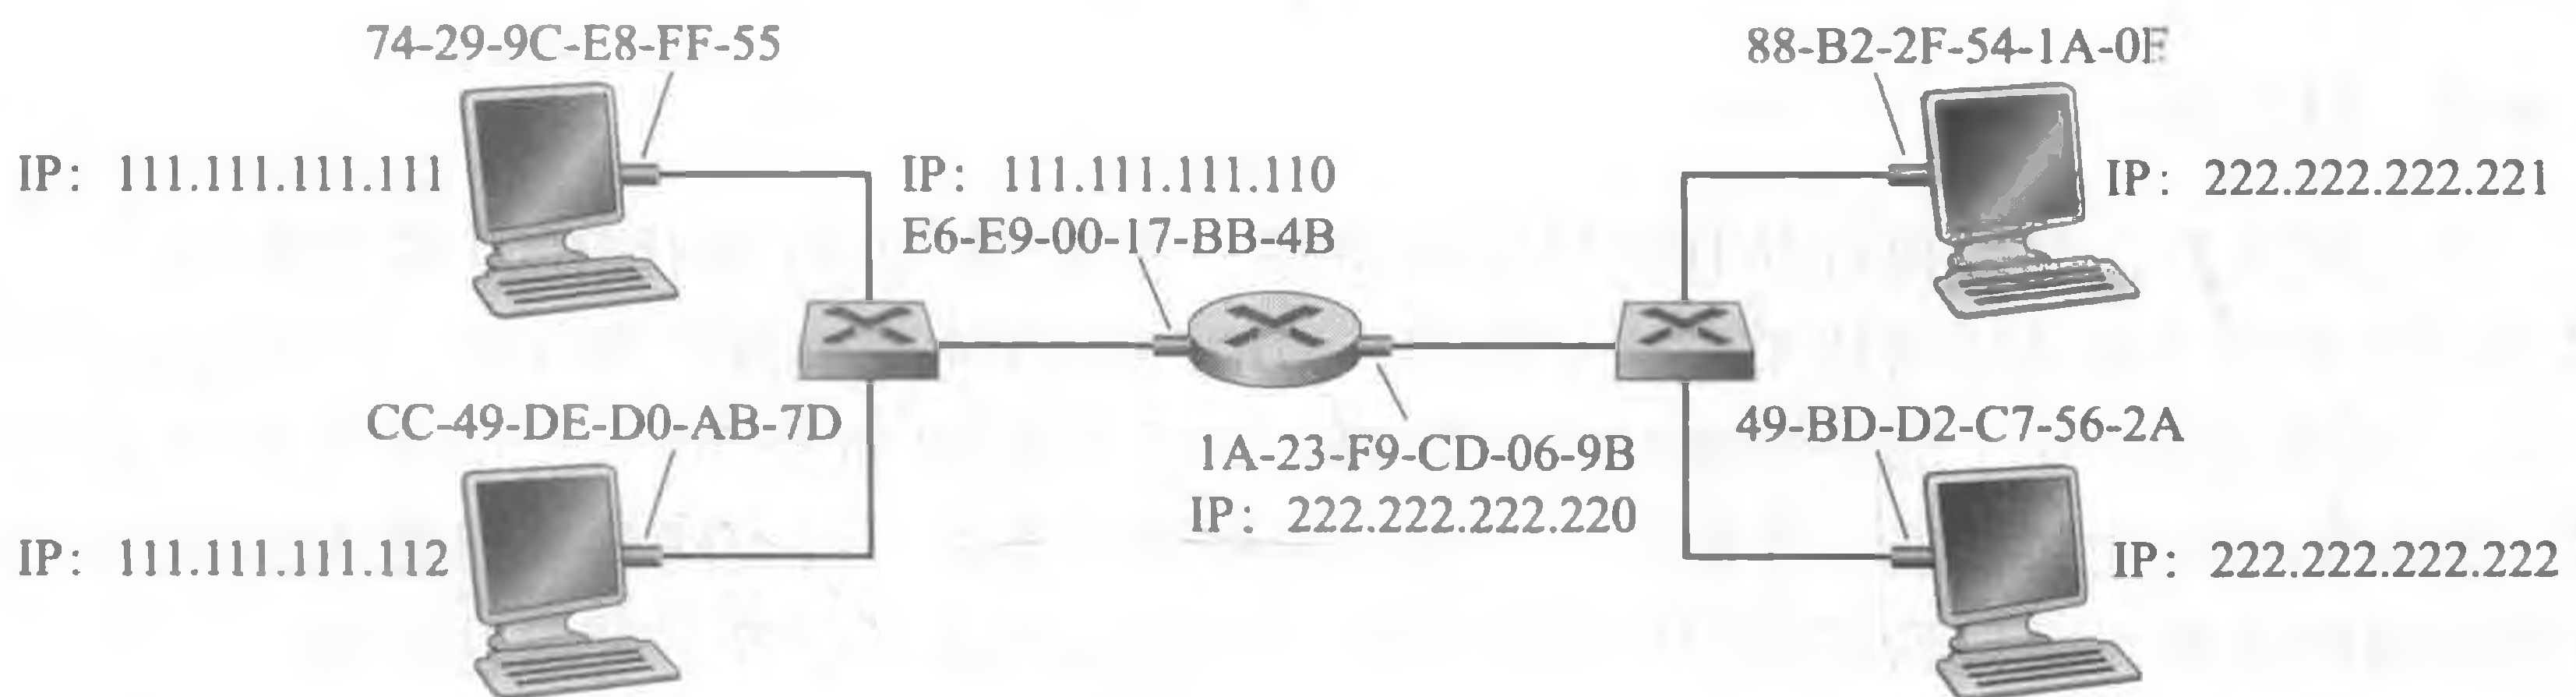 74-29-9C-E8-FF-55
88-B2-2F-54-1A-0F
IP: 111.111.111.111
IP: 111.111.111.110
E6-E9-00-17-BB-4B
IP: 222.222.222.221
CC-49-DE-D0-AB-7D
1A-23-F9-CD-06-9B
IP: 222.222.222.220
49-BD-D2-C7-56-2A
IP: 111.111.111.112
IP: 222.222.222.222